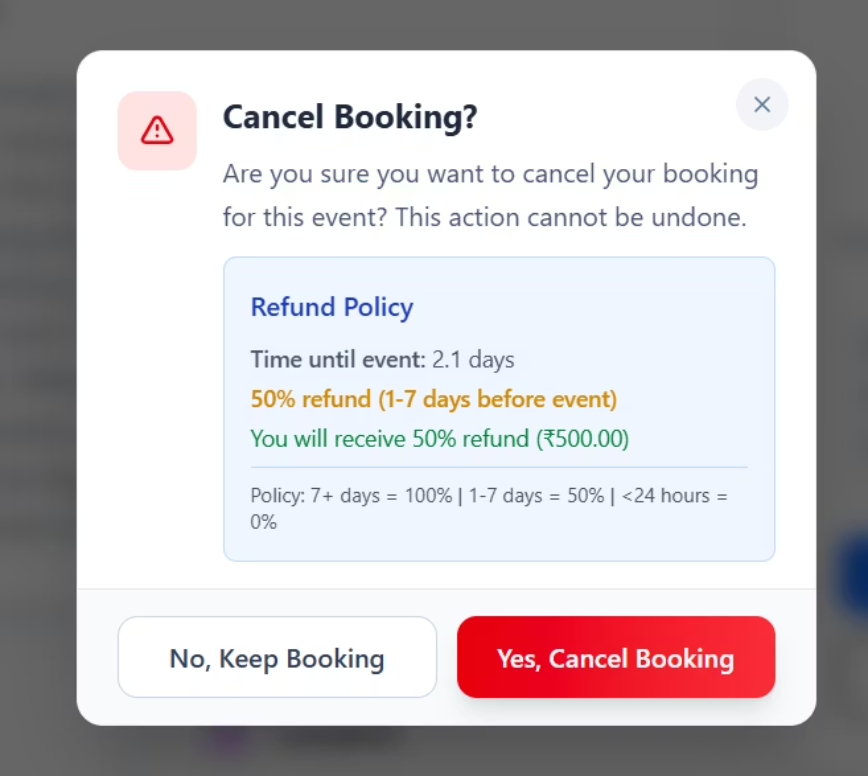 Cancel Booking?
Are you sure you want to cancel your booking
for this event? This action cannot be undone.
Refund Policy
Time until event: 2.1 days
50% refund (1-7 days before event)
You will receive 50% refund (₹500.00)
Policy: 7+ days = 100% | 1-7 days = 50% | <24 hours =
0%
No, Keep Booking
Yes, Cancel Booking